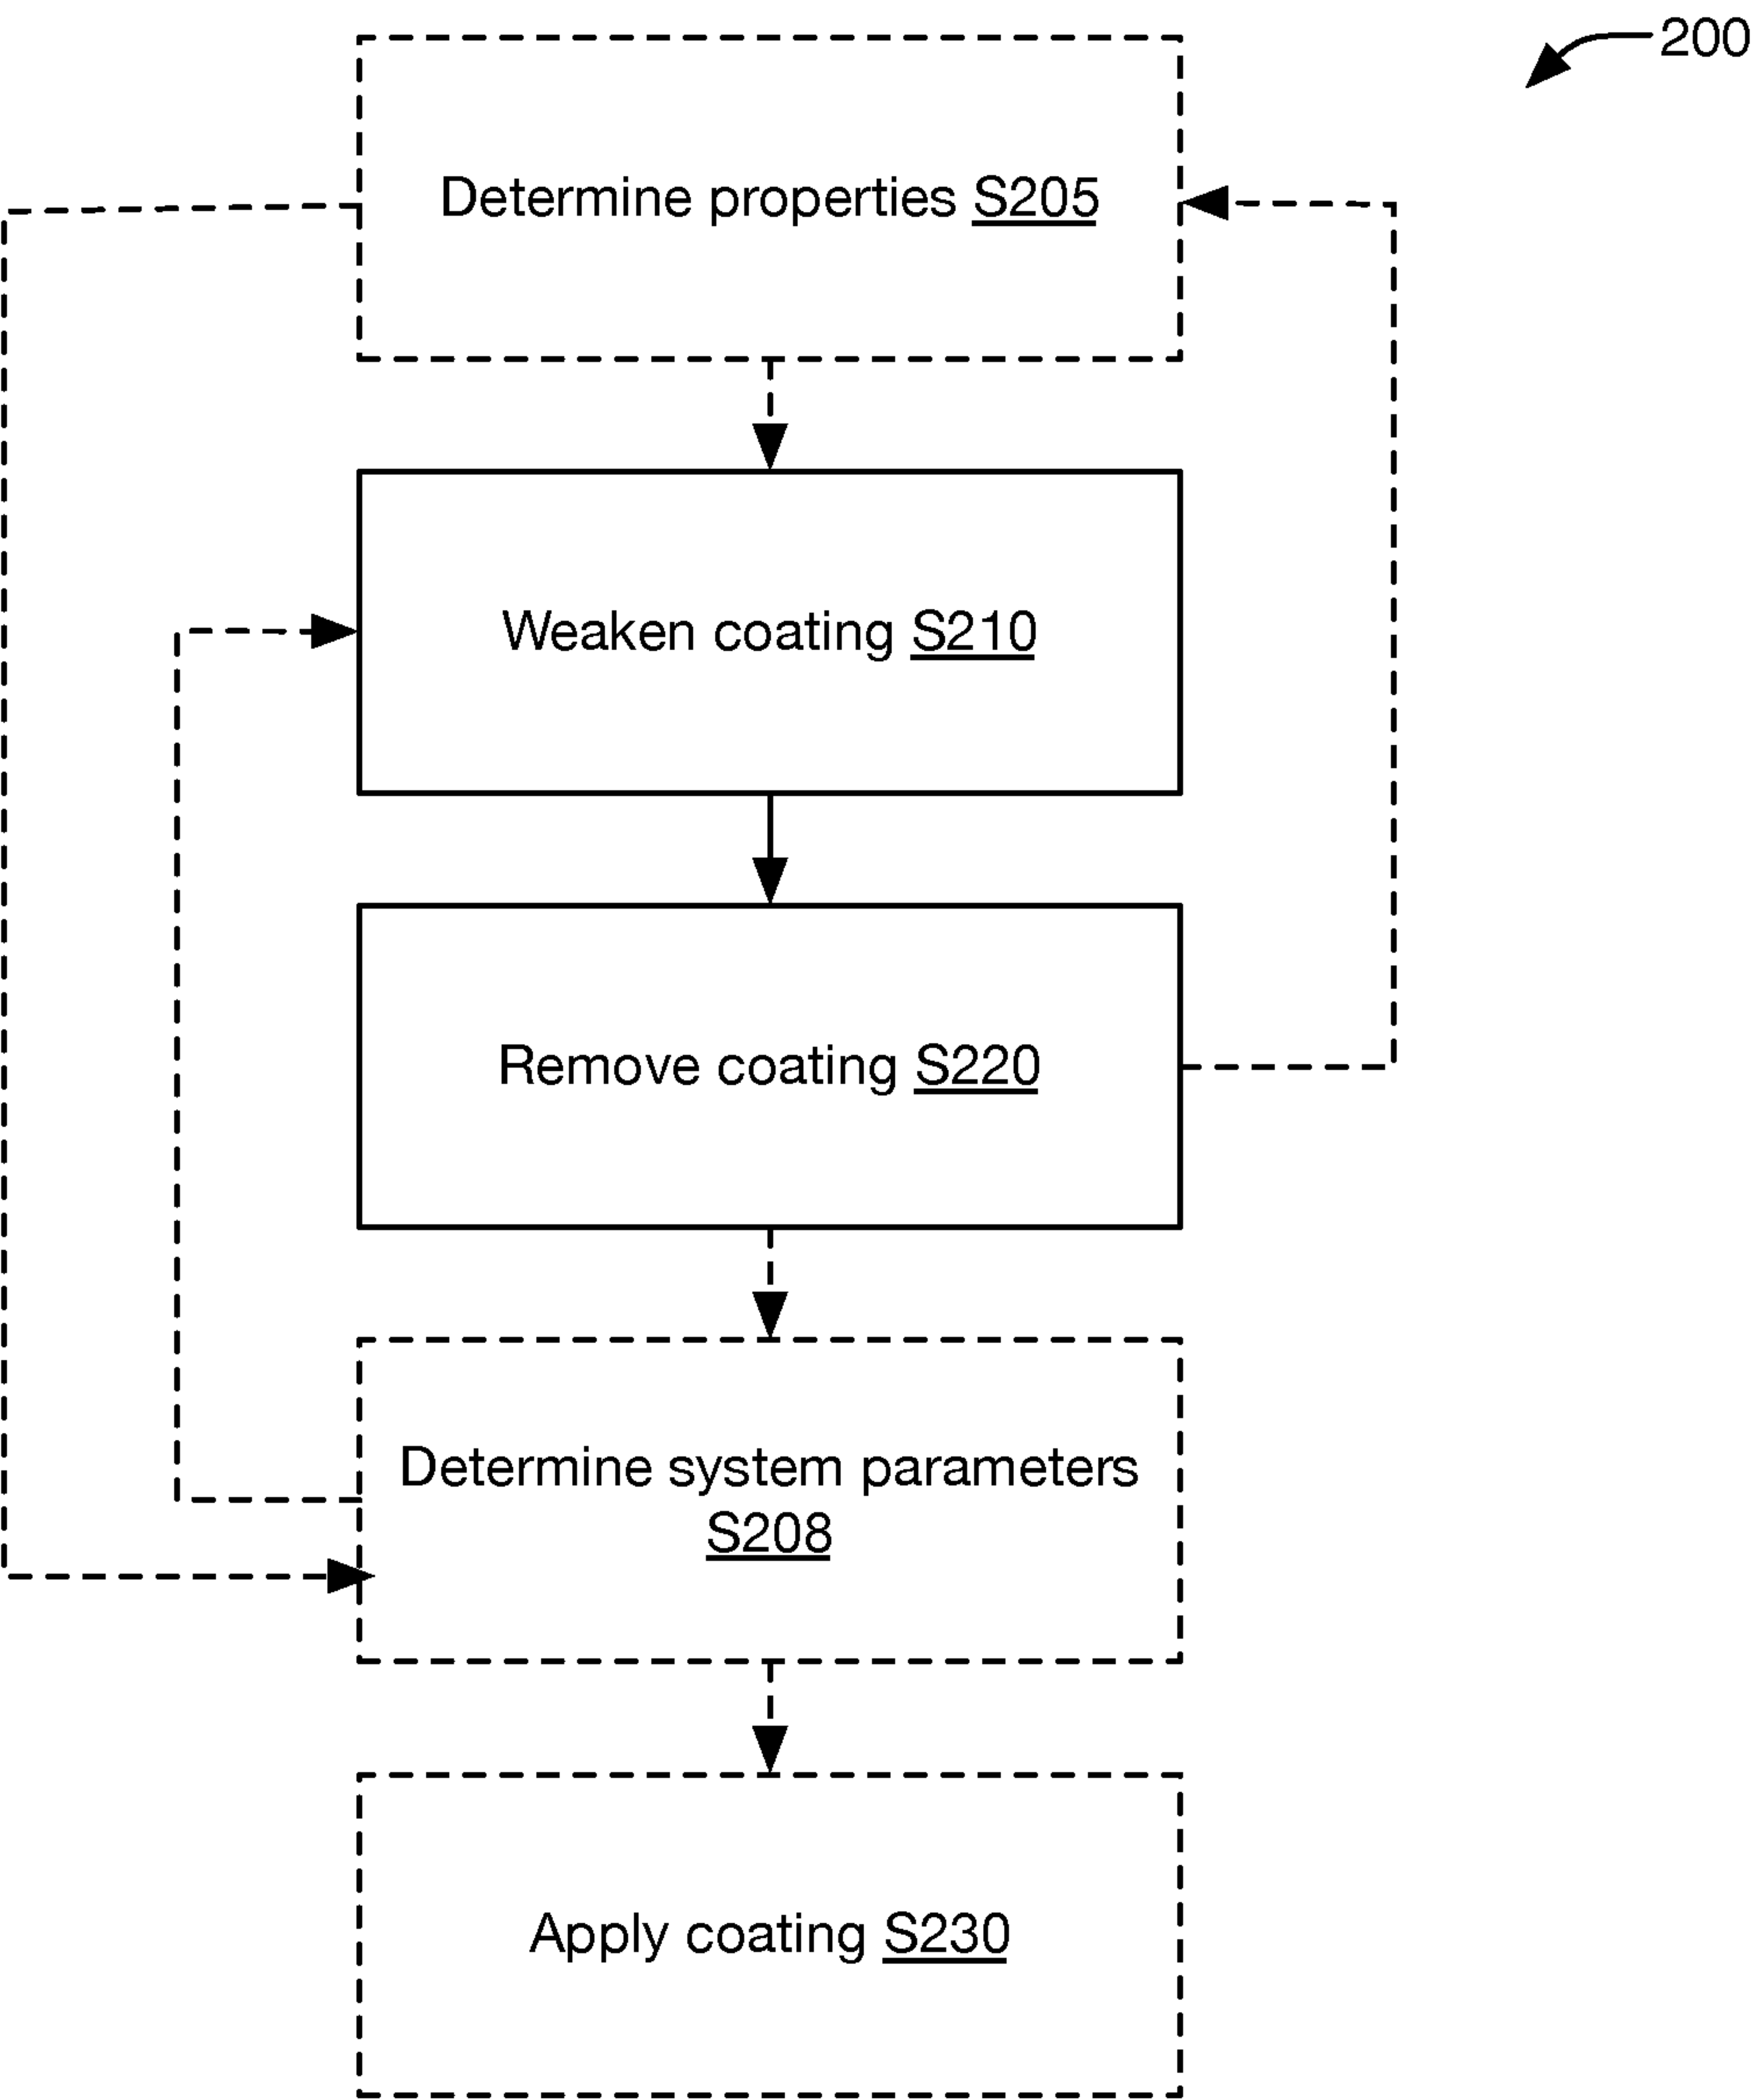 200
Determine properties S205
Weaken coating S210
Remove coating S220
Determine system parameters
S208
Apply coating S230